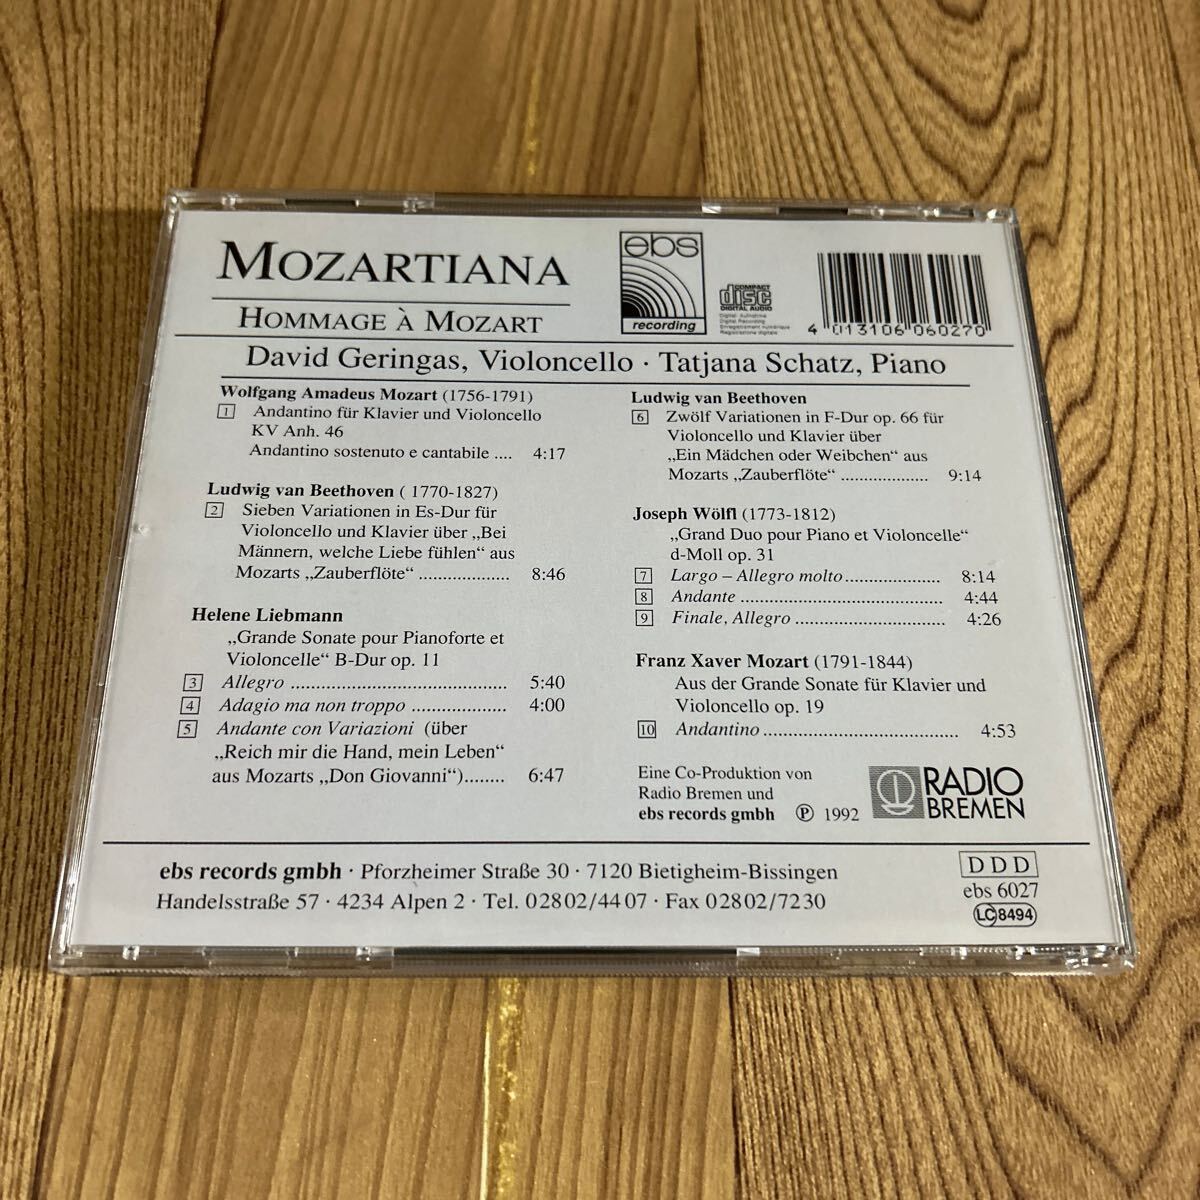 MOZARTIANA
HOMMAGE À MOZART
ebs
recording
COMPACT
disc
DIGITAL AUDIO
4 013106 060270
David Geringas, Violoncello · Tatjana Schatz, Piano
Wolfgang Amadeus Mozart (1756-1791)
1 Andantino für Klavier und Violoncello
KV Anh. 46
Andantino sostenuto e cantabile .... 4:17
Ludwig van Beethoven ( 1770-1827)
2 Sieben Variationen in Es-Dur für
Violoncello und Klavier über „Bei
Männern, welche Liebe fühlen“ aus
Mozarts „Zauberflöte“ ................... 8:46
Helene Liebmann
„Grande Sonate pour Pianoforte et
Violoncelle“ B-Dur op. 11
3 Allegro ............................................ 5:40
4 Adagio ma non troppo ................... 4:00
5 Andante con Variazioni (über
„Reich mir die Hand, mein Leben“
aus Mozarts „Don Giovanni“)........ 6:47
Ludwig van Beethoven
6 Zwölf Variationen in F-Dur op. 66 für
Violoncello und Klavier über
„Ein Mädchen oder Weibchen“ aus
Mozarts „Zauberflöte“ .................. 9:14
Joseph Wölfl (1773-1812)
„Grand Duo pour Piano et Violoncelle“
d-Moll op. 31
7 Largo – Allegro molto................... 8:14
8 Andante ........................................ 4:44
9 Finale, Allegro .............................. 4:26
Franz Xaver Mozart (1791-1844)
Aus der Grande Sonate für Klavier und
Violoncello op. 19
10 Andantino...................................... 4:53
Eine Co-Produktion von
Radio Bremen und
ebs records gmbh ℗ 1992
RADIO
BREMEN
ebs records gmbh · Pforzheimer Straße 30 · 7120 Bietigheim-Bissingen
Handelsstraße 57 · 4234 Alpen 2 · Tel. 02802/4407 · Fax 02802/7230
DDD
ebs 6027
LC 8494